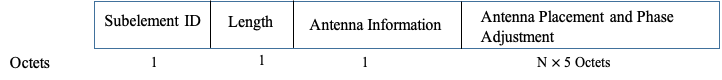 Subelement ID Length Antenna Information Antenna Placement and Phase Adjustment
Octets 1 1 1 N × 5 Octets